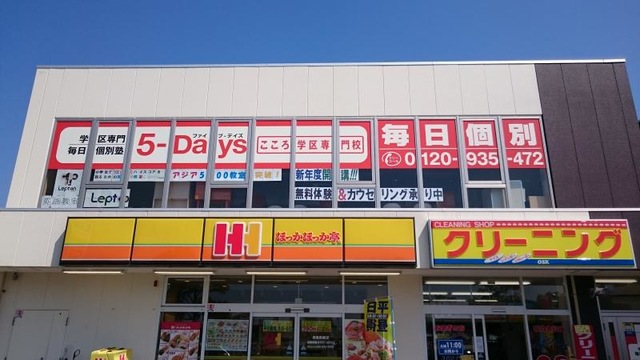 学区専門
毎日個別塾
5-Days
ファイブ・デイズ
こころ学区専門校
毎日個別
0120-935-472
Lepton
Lepton
アジア5000教室
突破!
新年度開講!!!
無料体験&カウセリング承り中
ほっかほっか亭
CLEANING SHOP
クリーニング
11:00